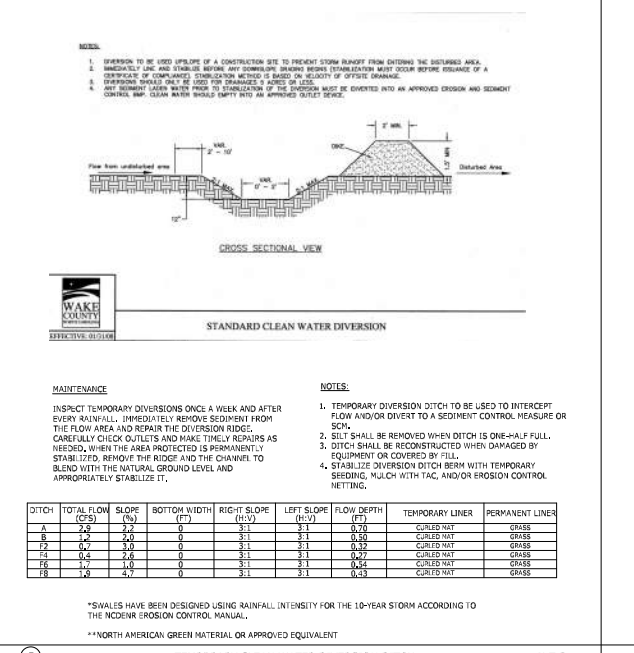 NOTES:
1. DIVERSION TO BE USED UPSLOPE OF A CONSTRUCTION SITE TO PREVENT STORM RUNOFF FROM ENTERING THE DISTURBED AREA.
2. IMMEDIATELY LINE AND STABILIZE BEFORE ANY DOWNSLOPE GRADING BEGINS (STABILIZATION MUST OCCUR BEFORE ISSUANCE OF A
CERTIFICATE OF COMPLIANCE). STABILIZATION METHOD IS BASED ON VELOCITY OF OFFSITE DRAINAGE.
3. DIVERSIONS SHOULD ONLY BE USED FOR DRAINAGES 5 ACRES OR LESS.
4. ANY SEDIMENT LADEN WATER PRIOR TO STABILIZATION OF THE DIVERSION MUST BE DIVERTED INTO AN APPROVED EROSION AND SEDIMENT
CONTROL BMP. CLEAN WATER SHOULD EMPTY INTO AN APPROVED OUTLET DEVICE.
2' MIN.
VAR.
2' - 10'
DIKE
1.5' MIN
Flow from undisturbed area
Disturbed Area
VAR.
0' - 3'
2:1 MAX
2:1 MAX
12"
CROSS SECTIONAL VIEW
WAKE
COUNTY
NORTH CAROLINA
EFFECTIVE: 01/31/08
STANDARD CLEAN WATER DIVERSION
MAINTENANCE
INSPECT TEMPORARY DIVERSIONS ONCE A WEEK AND AFTER
EVERY RAINFALL. IMMEDIATELY REMOVE SEDIMENT FROM
THE FLOW AREA AND REPAIR THE DIVERSION RIDGE.
CAREFULLY CHECK OUTLETS AND MAKE TIMELY REPAIRS AS
NEEDED. WHEN THE AREA PROTECTED IS PERMANENTLY
STABILIZED, REMOVE THE RIDGE AND THE CHANNEL TO
BLEND WITH THE NATURAL GROUND LEVEL AND
APPROPRIATELY STABILIZE IT.
NOTES:
1. TEMPORARY DIVERSION DITCH TO BE USED TO INTERCEPT
FLOW AND/OR DIVERT TO A SEDIMENT CONTROL MEASURE OR
SCM.
2. SILT SHALL BE REMOVED WHEN DITCH IS ONE-HALF FULL.
3. DITCH SHALL BE RECONSTRUCTED WHEN DAMAGED BY
EQUIPMENT OR COVERED BY FILL.
4. STABILIZE DIVERSION DITCH BERM WITH TEMPORARY
SEEDING, MULCH WITH TAC, AND/OR EROSION CONTROL
NETTING.
DITCH TOTAL FLOW (CFS) SLOPE (%) BOTTOM WIDTH (FT) RIGHT SLOPE (H:V) LEFT SLOPE (H:V) FLOW DEPTH (FT) TEMPORARY LINER PERMANENT LINER
A 2.9 2.2 0 3:1 3:1 0.70 CURLED MAT GRASS
B 1.2 2.0 0 3:1 3:1 0.50 CURLED MAT GRASS
F2 0.7 3.0 0 3:1 3:1 0.32 CURLED MAT GRASS
F4 0.4 2.6 0 3:1 3:1 0.27 CURLED MAT GRASS
F6 1.7 1.0 0 3:1 3:1 0.54 CURLED MAT GRASS
F8 1.9 4.7 0 3:1 3:1 0.43 CURLED MAT GRASS
*SWALES HAVE BEEN DESIGNED USING RAINFALL INTENSITY FOR THE 10-YEAR STORM ACCORDING TO
THE NCDENR EROSION CONTROL MANUAL.
**NORTH AMERICAN GREEN MATERIAL OR APPROVED EQUIVALENT